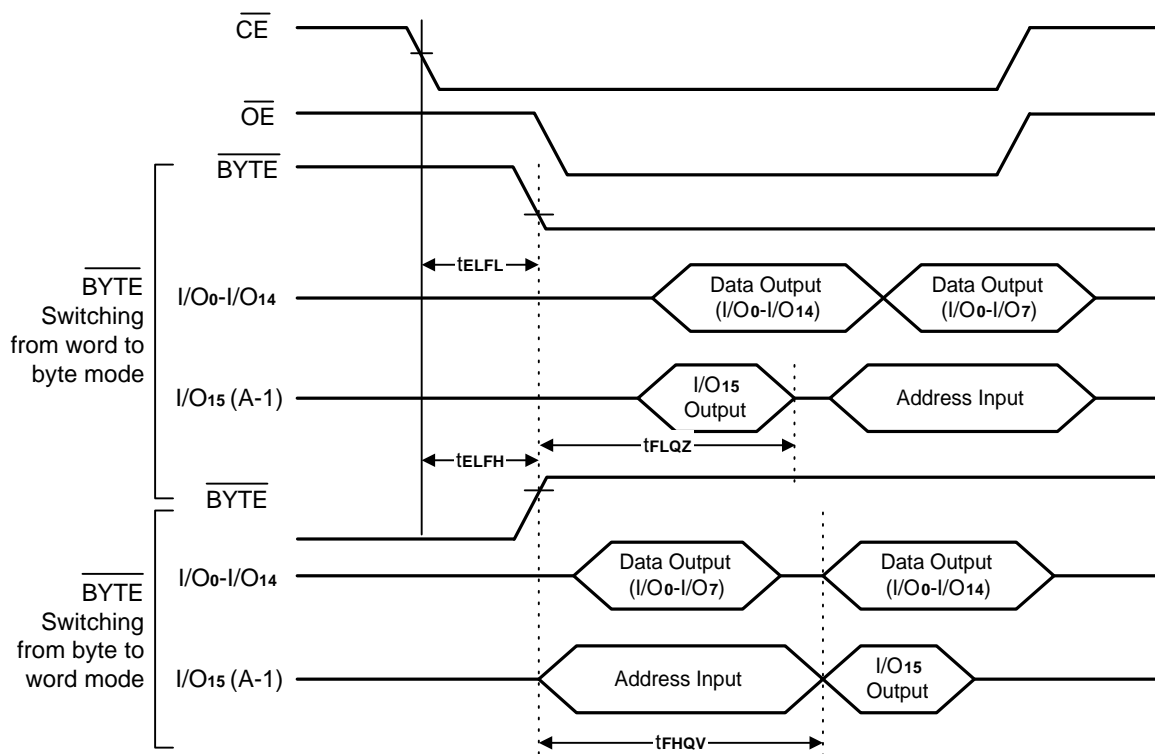 CE
OE
BYTE
tELFL
BYTE
Switching
from word to
byte mode
I/O0-I/O14
Data Output
(I/O0-I/O14)
Data Output
(I/O0-I/O7)
I/O15 (A-1)
I/O15
Output
Address Input
tFLQZ
tELFH
BYTE
BYTE
Switching
from byte to
word mode
I/O0-I/O14
Data Output
(I/O0-I/O7)
Data Output
(I/O0-I/O14)
I/O15 (A-1)
Address Input
I/O15
Output
tFHQV